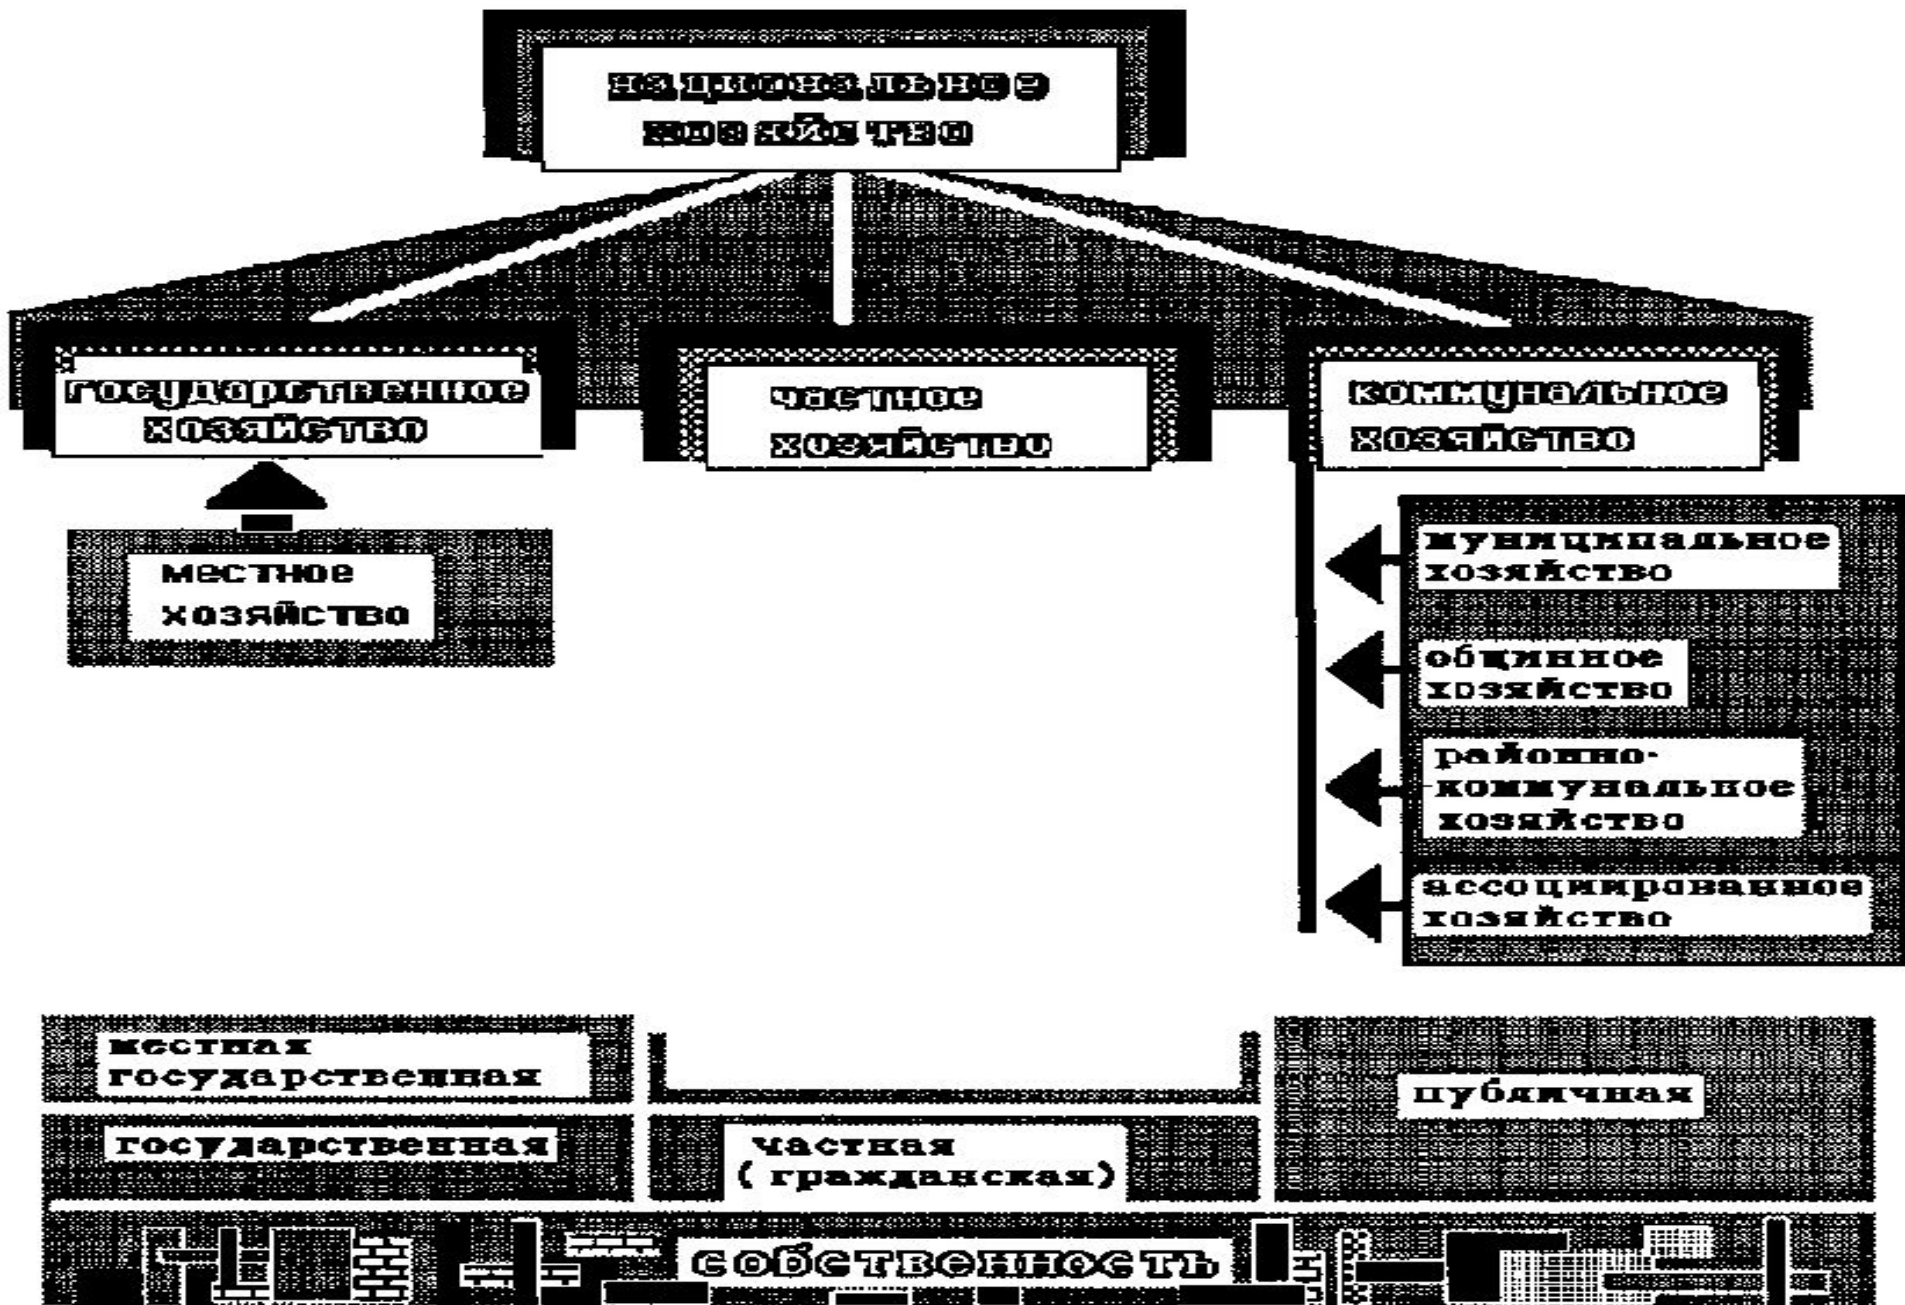 национальное
хозяйство
государственное
хозяйство
частное
хозяйство
коммунальное
хозяйство
местное
хозяйство
муниципальное
хозяйство
общинное
хозяйство
районно-
коммунальное
хозяйство
ассоциированное
хозяйство
местная
государственная
публичная
государственная
частная
(гражданская)
собственность